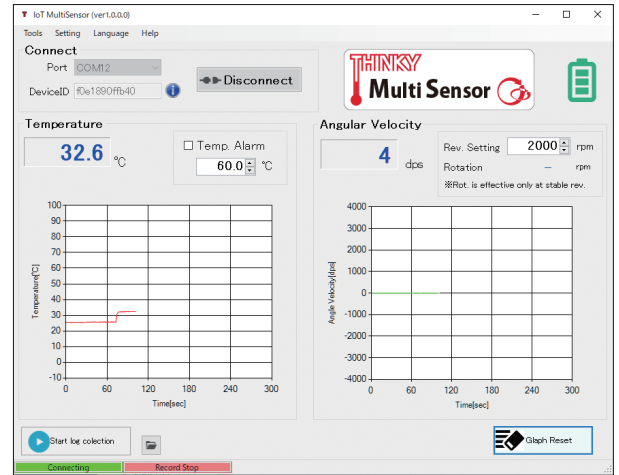 IoT MultiSensor (ver1.0.0.0)
Tools Setting Language Help
Connect
Port COM12
DeviceID f0e1890ffb40
Disconnect
THINKY
Multi Sensor
Temperature
32.6 ℃
Temp. Alarm
60.0 ℃
100
90
80
70
60
50
40
30
20
10
0
-10
Temperature[℃]
0 60 120 180 240 300
Time[sec]
Angular Velocity
4 dps
Rev. Setting 2000 rpm
Rotation — rpm
※Rot. is effective only at stable rev.
4000
3000
2000
1000
0
-1000
-2000
-3000
-4000
Angle Velocity[dps]
0 60 120 180 240 300
Time[sec]
Start log colection
Glaph Reset
Connecting Record Stop